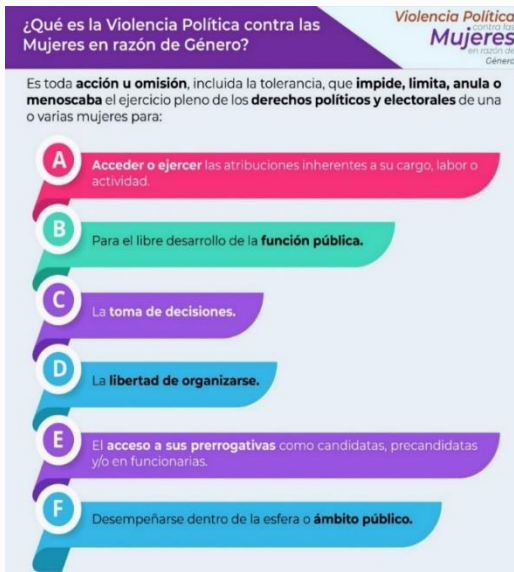 ¿Qué es la Violencia Política contra las
Mujeres en razón de Género?
Violencia Política
contra las
Mujeres
en razón de
Género
Es toda acción u omisión, incluida la tolerancia, que impide, limita, anula o
menoscaba el ejercicio pleno de los derechos políticos y electorales de una
o varias mujeres para:
A
Acceder o ejercer las atribuciones inherentes a su cargo, labor o
actividad.
B
Para el libre desarrollo de la función pública.
C
La toma de decisiones.
D
La libertad de organizarse.
E
El acceso a sus prerrogativas como candidatas, precandidatas
y/o en funcionarias.
F
Desempeñarse dentro de la esfera o ámbito público.